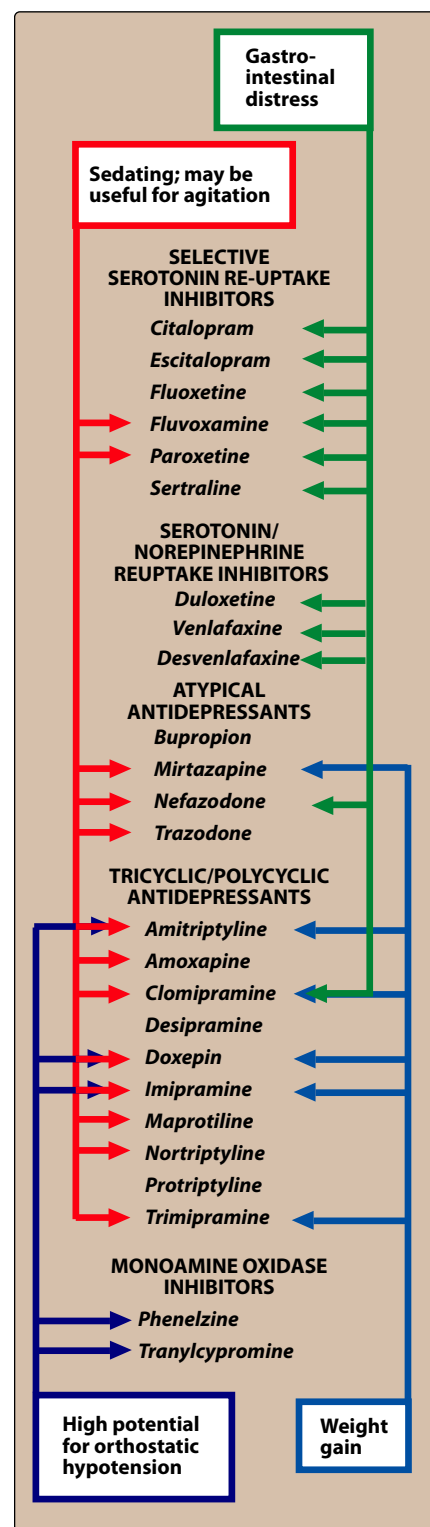 Gastro-
intestinal
distress
Sedating; may be
useful for agitation
SELECTIVE
SEROTONIN RE-UPTAKE
INHIBITORS
Citalopram
Escitalopram
Fluoxetine
Fluvoxamine
Paroxetine
Sertraline
SEROTONIN/
NOREPINEPHRINE
REUPTAKE INHIBITORS
Duloxetine
Venlafaxine
Desvenlafaxine
ATYPICAL
ANTIDEPRESSANTS
Bupropion
Mirtazapine
Nefazodone
Trazodone
TRICYCLIC/POLYCYCLIC
ANTIDEPRESSANTS
Amitriptyline
Amoxapine
Clomipramine
Desipramine
Doxepin
Imipramine
Maprotiline
Nortriptyline
Protriptyline
Trimipramine
MONOAMINE OXIDASE
INHIBITORS
Phenelzine
Tranylcypromine
High potential
for orthostatic
hypotension
Weight
gain